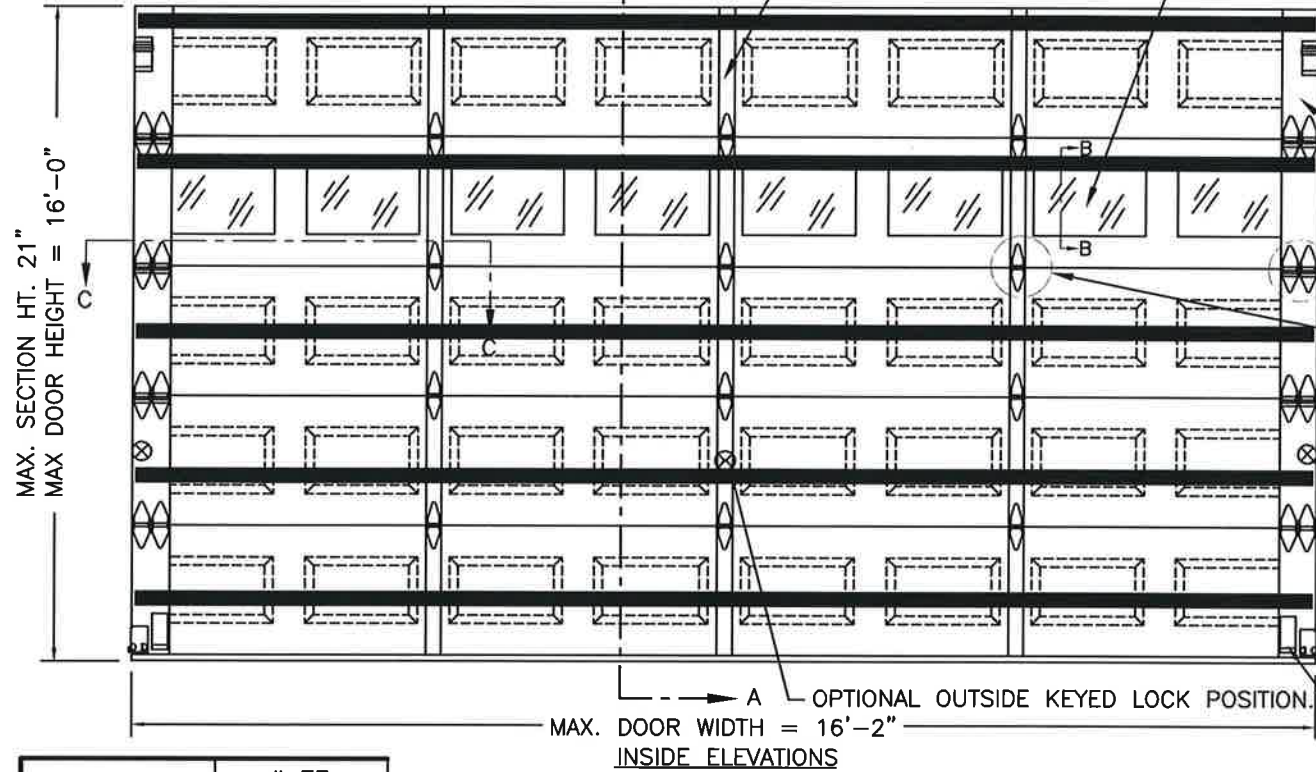 MAX. SECTION HT. 21"
MAX DOOR HEIGHT = 16'-0"
B
B
C
C
A
OPTIONAL OUTSIDE KEYED LOCK POSITION.
MAX. DOOR WIDTH = 16'-2"
INSIDE ELEVATIONS